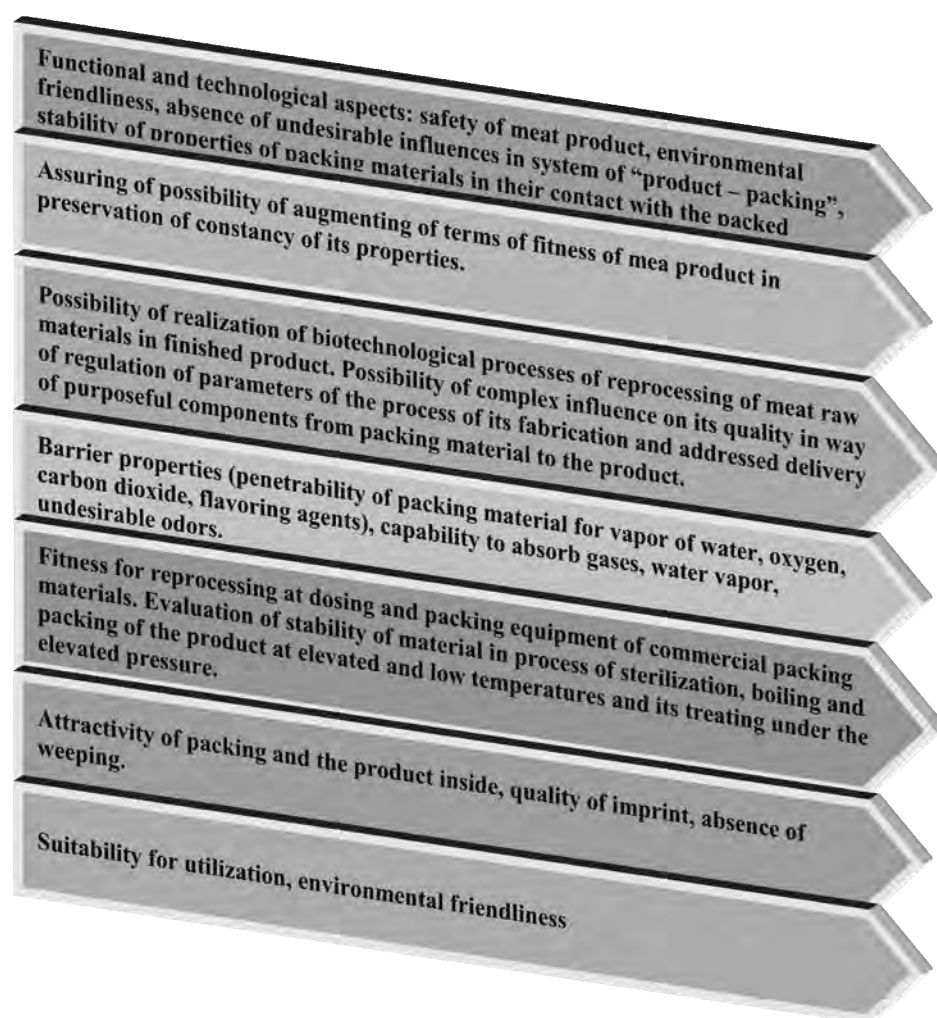 Functional and technological aspects: safety of meat product, environmental
friendliness, absence of undesirable influences in system of “product – packing”,
stability of properties of packing materials in their contact with the packed
Assuring of possibility of augmenting of terms of fitness of mea product in
preservation of constancy of its properties.
Possibility of realization of biotechnological processes of reprocessing of meat raw
materials in finished product. Possibility of complex influence on its quality in way
of regulation of parameters of the process of its fabrication and addressed delivery
of purposeful components from packing material to the product.
Barrier properties (penetrability of packing material for vapor of water, oxygen,
carbon dioxide, flavoring agents), capability to absorb gases, water vapor,
undesirable odors.
Fitness for reprocessing at dosing and packing equipment of commercial packing
materials. Evaluation of stability of material in process of sterilization, boiling and
packing of the product at elevated and low temperatures and its treating under the
elevated pressure.
Attractivity of packing and the product inside, quality of imprint, absence of
weeping.
Suitability for utilization, environmental friendliness